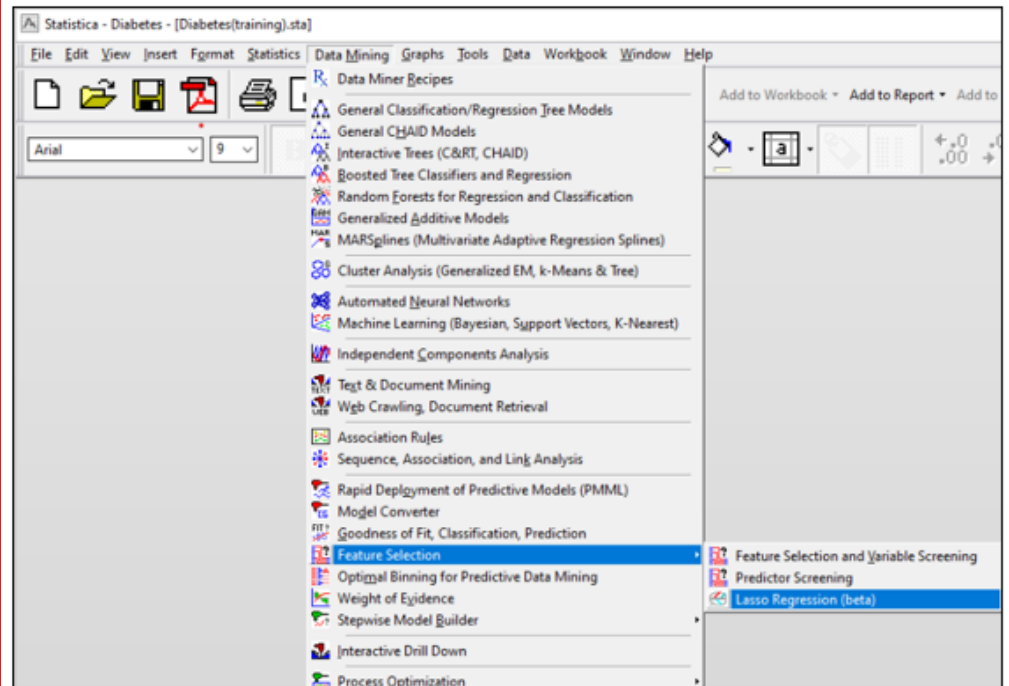 Statistica - Diabetes - [Diabetes(training).sta]
File Edit View Insert Format Statistics Data Mining Graphs Tools Data Workbook Window Help
Add to Workbook Add to Report Add to
Arial 9
Data Miner Recipes
General Classification/Regression Tree Models
General CHAID Models
Interactive Trees (C&RT, CHAID)
Boosted Tree Classifiers and Regression
Random Forests for Regression and Classification
Generalized Additive Models
MARSplines (Multivariate Adaptive Regression Splines)
Cluster Analysis (Generalized EM, k-Means & Tree)
Automated Neural Networks
Machine Learning (Bayesian, Support Vectors, K-Nearest)
Independent Components Analysis
Text & Document Mining
Web Crawling, Document Retrieval
Association Rules
Sequence, Association, and Link Analysis
Rapid Deployment of Predictive Models (PMML)
Model Converter
Goodness of Fit, Classification, Prediction
Feature Selection
Optimal Binning for Predictive Data Mining
Weight of Evidence
Stepwise Model Builder
Interactive Drill Down
Process Optimization
Feature Selection and Variable Screening
Predictor Screening
Lasso Regression (beta)